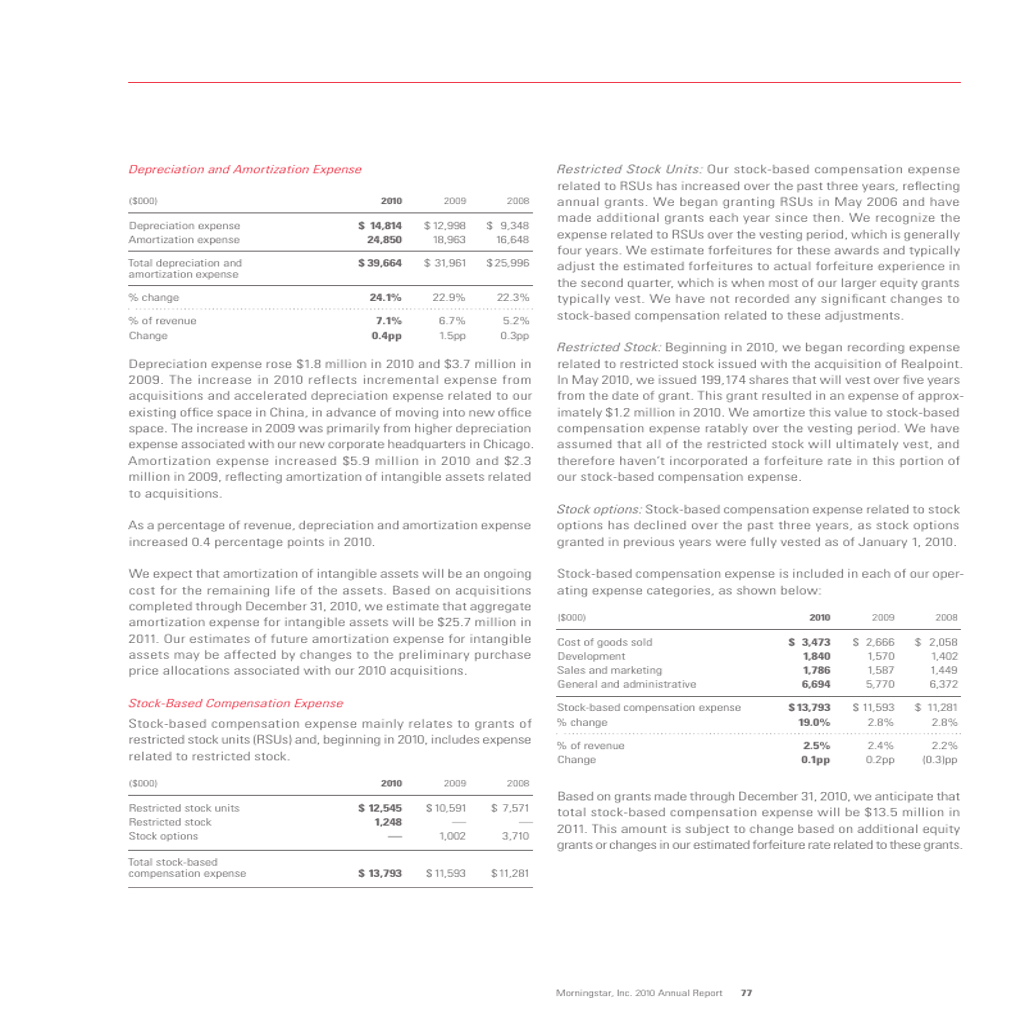 Depreciation and Amortization Expense
($000) 2010 2009 2008
Depreciation expense $ 14,814 $ 12,998 $ 9,348
Amortization expense 24,850 18,963 16,648
Total depreciation and
amortization expense $ 39,664 $ 31,961 $ 25,996
% change 24.1% 22.9% 22.3%
% of revenue 7.1% 6.7% 5.2%
Change 0.4pp 1.5pp 0.3pp
Depreciation expense rose $1.8 million in 2010 and $3.7 million in
2009. The increase in 2010 reflects incremental expense from
acquisitions and accelerated depreciation expense related to our
existing office space in China, in advance of moving into new office
space. The increase in 2009 was primarily from higher depreciation
expense associated with our new corporate headquarters in Chicago.
Amortization expense increased $5.9 million in 2010 and $2.3
million in 2009, reflecting amortization of intangible assets related
to acquisitions.
As a percentage of revenue, depreciation and amortization expense
increased 0.4 percentage points in 2010.
We expect that amortization of intangible assets will be an ongoing
cost for the remaining life of the assets. Based on acquisitions
completed through December 31, 2010, we estimate that aggregate
amortization expense for intangible assets will be $25.7 million in
2011. Our estimates of future amortization expense for intangible
assets may be affected by changes to the preliminary purchase
price allocations associated with our 2010 acquisitions.
Stock-Based Compensation Expense
Stock-based compensation expense mainly relates to grants of
restricted stock units (RSUs) and, beginning in 2010, includes expense
related to restricted stock.
($000) 2010 2009 2008
Restricted stock units $ 12,545 $ 10,591 $ 7,571
Restricted stock 1,248 — —
Stock options — 1,002 3,710
Total stock-based
compensation expense $ 13,793 $ 11,593 $ 11,281
Restricted Stock Units: Our stock-based compensation expense
related to RSUs has increased over the past three years, reflecting
annual grants. We began granting RSUs in May 2006 and have
made additional grants each year since then. We recognize the
expense related to RSUs over the vesting period, which is generally
four years. We estimate forfeitures for these awards and typically
adjust the estimated forfeitures to actual forfeiture experience in
the second quarter, which is when most of our larger equity grants
typically vest. We have not recorded any significant changes to
stock-based compensation related to these adjustments.
Restricted Stock: Beginning in 2010, we began recording expense
related to restricted stock issued with the acquisition of Realpoint.
In May 2010, we issued 199,174 shares that will vest over five years
from the date of grant. This grant resulted in an expense of approx-
imately $1.2 million in 2010. We amortize this value to stock-based
compensation expense ratably over the vesting period. We have
assumed that all of the restricted stock will ultimately vest, and
therefore haven't incorporated a forfeiture rate in this portion of
our stock-based compensation expense.
Stock options: Stock-based compensation expense related to stock
options has declined over the past three years, as stock options
granted in previous years were fully vested as of January 1, 2010.
Stock-based compensation expense is included in each of our oper-
ating expense categories, as shown below:
($000) 2010 2009 2008
Cost of goods sold $ 3,473 $ 2,666 $ 2,058
Development 1,840 1,570 1,402
Sales and marketing 1,786 1,587 1,449
General and administrative 6,694 5,770 6,372
Stock-based compensation expense $ 13,793 $ 11,593 $ 11,281
% change 19.0% 2.8% 2.8%
% of revenue 2.5% 2.4% 2.2%
Change 0.1pp 0.2pp (0.3)pp
Based on grants made through December 31, 2010, we anticipate that
total stock-based compensation expense will be $13.5 million in
2011. This amount is subject to change based on additional equity
grants or changes in our estimated forfeiture rate related to these grants.
Morningstar, Inc. 2010 Annual Report 77